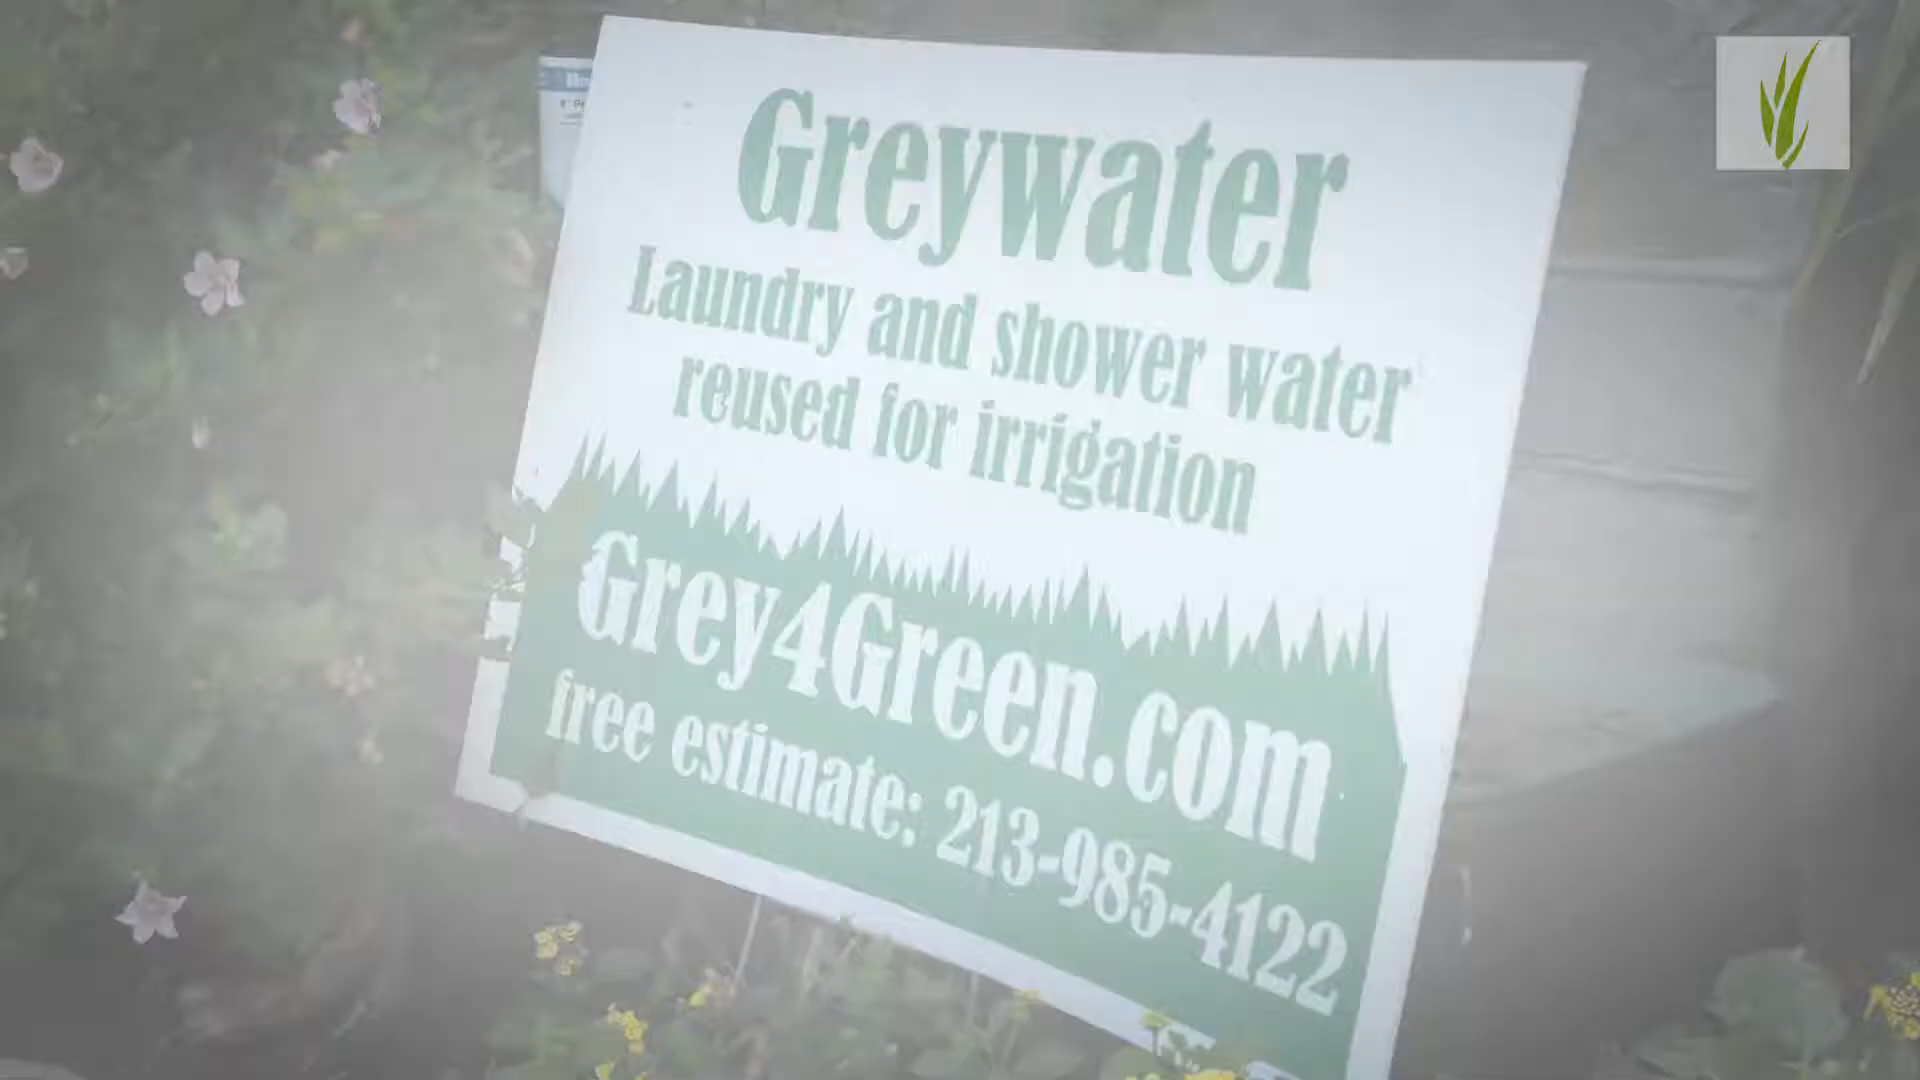 Greywater
Laundry and shower water
reused for irrigation
Grey4Green.com
free estimate: 213-985-4122